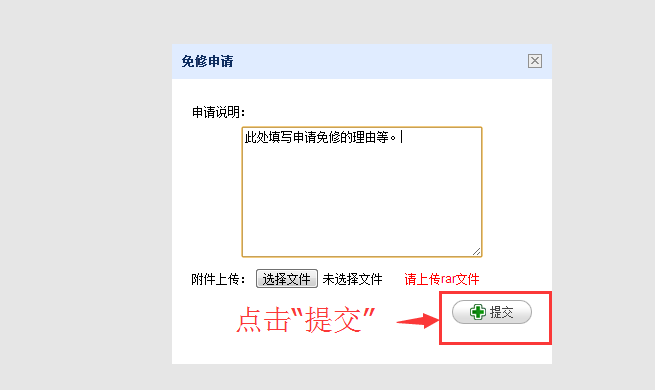 免修申请
申请说明：
此处填写申请免修的理由等。
附件上传： 选择文件 未选择文件 请上传rar文件
点击“提交” 提交